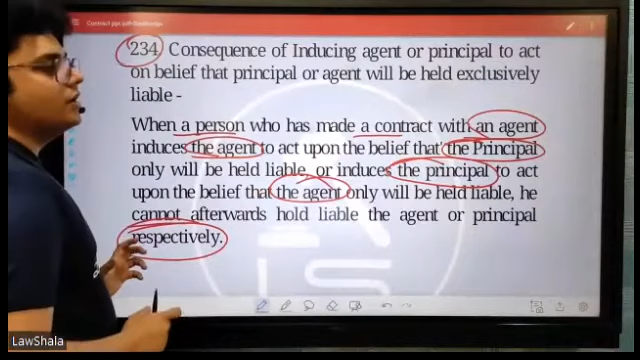 Contract ppt
234 Consequence of Inducing agent or principal to act
on belief that principal or agent will be held exclusively
liable -
When a person who has made a contract with an agent
induces the agent to act upon the belief that the Principal
only will be held liable, or induces the principal to act
upon the belief that the agent only will be held liable, he
cannot afterwards hold liable the agent or principal
respectively.
LawShala